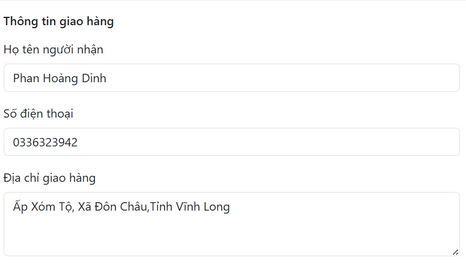 Thông tin giao hàng
Họ tên người nhận
Phan Hoàng Dinh
Số điện thoại
0336323942
Địa chỉ giao hàng
Ấp Xóm Tộ, Xã Đôn Châu,Tỉnh Vĩnh Long